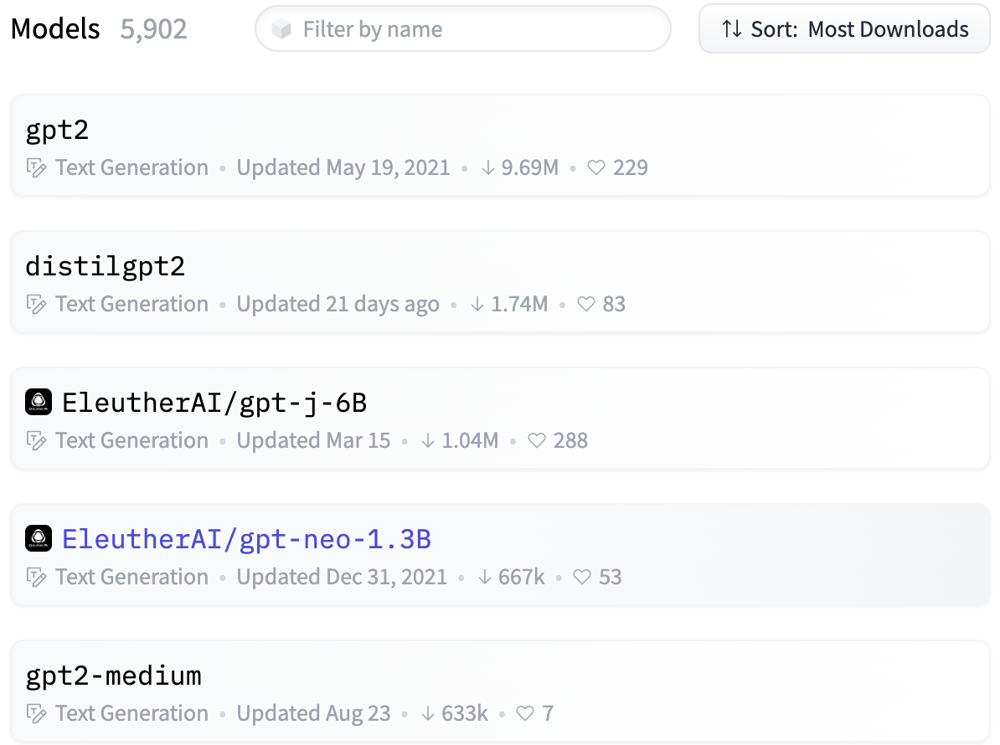 Models 5,902 Filter by name Sort: Most Downloads
gpt2
Text Generation • Updated May 19, 2021 • ↓ 9.69M • ♡ 229
distilgpt2
Text Generation • Updated 21 days ago • ↓ 1.74M • ♡ 83
EleutherAI/gpt-j-6B
Text Generation • Updated Mar 15 • ↓ 1.04M • ♡ 288
EleutherAI/gpt-neo-1.3B
Text Generation • Updated Dec 31, 2021 • ↓ 667k • ♡ 53
gpt2-medium
Text Generation • Updated Aug 23 • ↓ 633k • ♡ 7